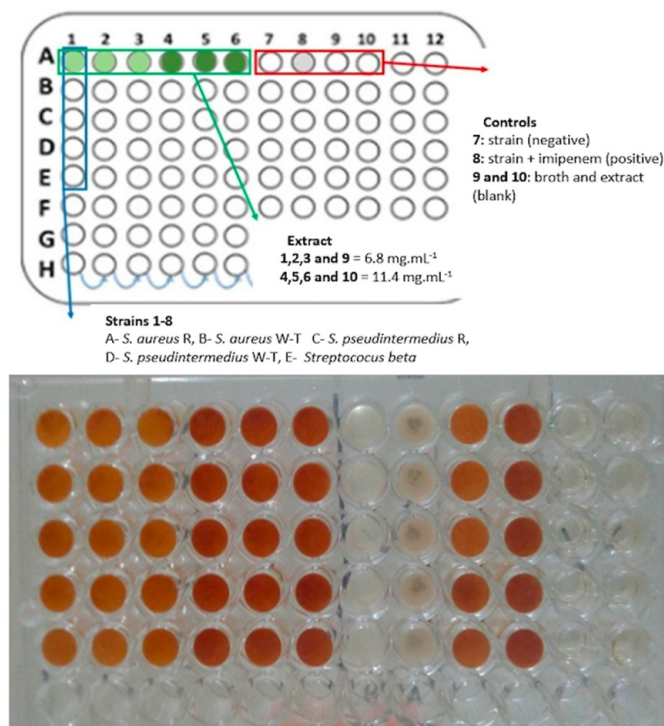 1 2 3 4 5 6 7 8 9 10 11 12
A
B
C
D
E
F
G
H
Controls
7: strain (negative)
8: strain + imipenem (positive)
9 and 10: broth and extract
(blank)
Extract
1,2,3 and 9 = 6.8 mg.mL⁻¹
4,5,6 and 10 = 11.4 mg.mL⁻¹
Strains 1-8
A- S. aureus R, B- S. aureus W-T C- S. pseudintermedius R,
D- S. pseudintermedius W-T, E- Streptococus beta